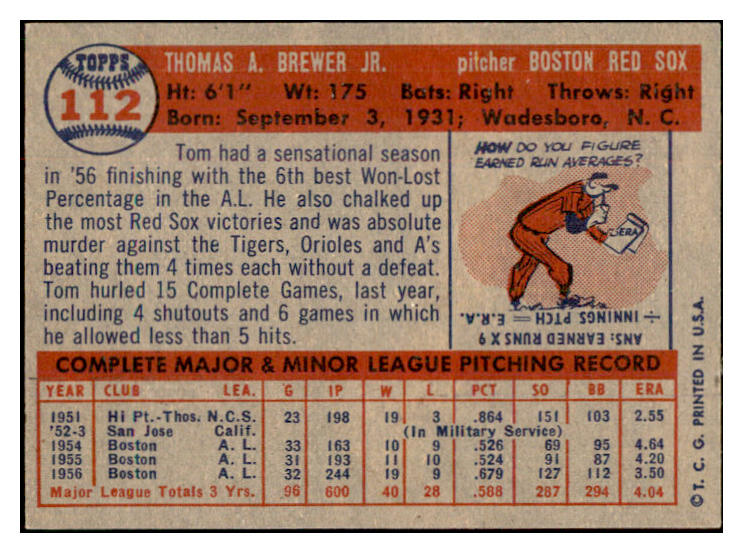 TOPPS
112
THOMAS A. BREWER JR. pitcher BOSTON RED SOX
Ht: 6'1" Wt: 175 Bats: Right Throws: Right
Born: September 3, 1931; Wadesboro, N. C.
Tom had a sensational season
in '56 finishing with the 6th best Won-Lost
Percentage in the A.L. He also chalked up
the most Red Sox victories and was absolute
murder against the Tigers, Orioles and A's
beating them 4 times each without a defeat.
Tom hurled 15 Complete Games, last year,
including 4 shutouts and 6 games in which
he allowed less than 5 hits.
HOW DO YOU FIGURE
EARNED RUN AVERAGES?
ERA
ANS: EARNED RUNS X 9
÷ INNINGS PTCH = E.R.A.
COMPLETE MAJOR & MINOR LEAGUE PITCHING RECORD
YEAR CLUB LEA. G IP W L PCT SO BB ERA
1951 Hi Pt.-Thos. N.C.S. 23 198 19 3 .864 151 103 2.55
'52-3 San Jose Calif. (In Military Service)
1954 Boston A. L. 33 163 10 9 .526 69 95 4.64
1955 Boston A. L. 31 193 11 10 .524 91 87 4.20
1956 Boston A. L. 32 244 19 9 .679 127 112 3.50
Major League Totals 3 Yrs. 96 600 40 28 .588 287 294 4.04
© T. C. G. PRINTED IN U.S.A.